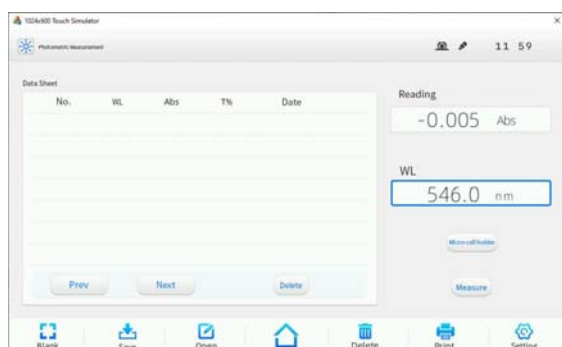 1024x600 Touch Simulator
Photometric Measurement
11 59
Data Sheet
No. WL Abs T% Date
Reading
-0.005 Abs
WL
546.0 nm
Micro cell holder
Prev Next Delete
Measure
Blank Save Open Delete Print Setting